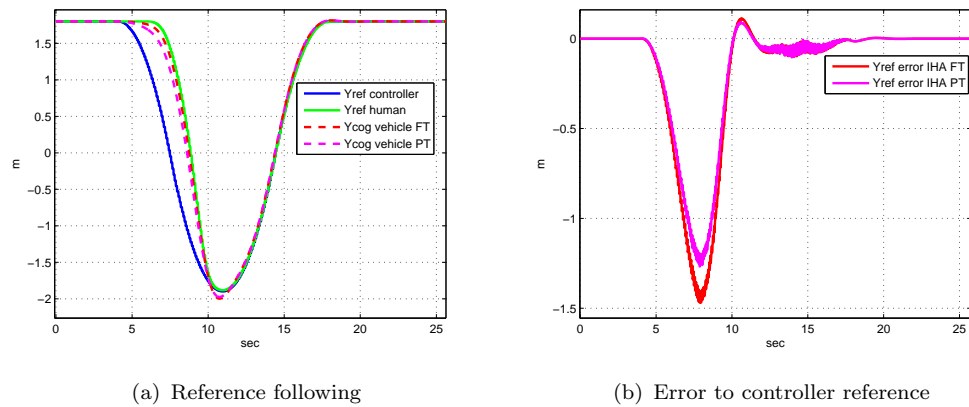 1.5
1
0.5
0
−0.5
−1
−1.5
−2
m
0 5 10 15 20 25
sec
Yref controller
Yref human
Ycog vehicle FT
Ycog vehicle PT
(a) Reference following
0
−0.5
−1
−1.5
m
0 5 10 15 20 25
sec
Yref error IHA FT
Yref error IHA PT
(b) Error to controller reference